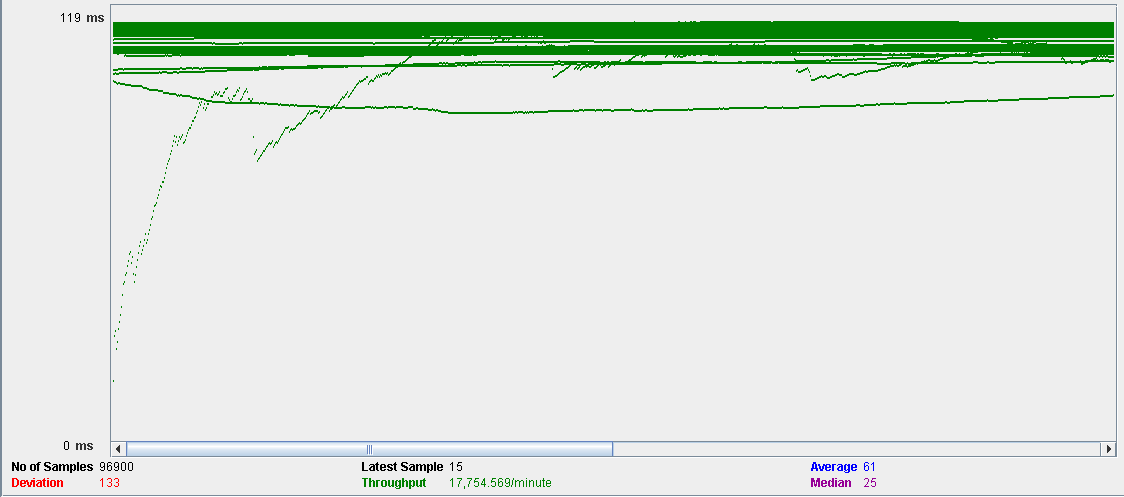 119 ms
0 ms
No of Samples 96900 Latest Sample 15 Average 61
Deviation 133 Throughput 17,754.569/minute Median 25